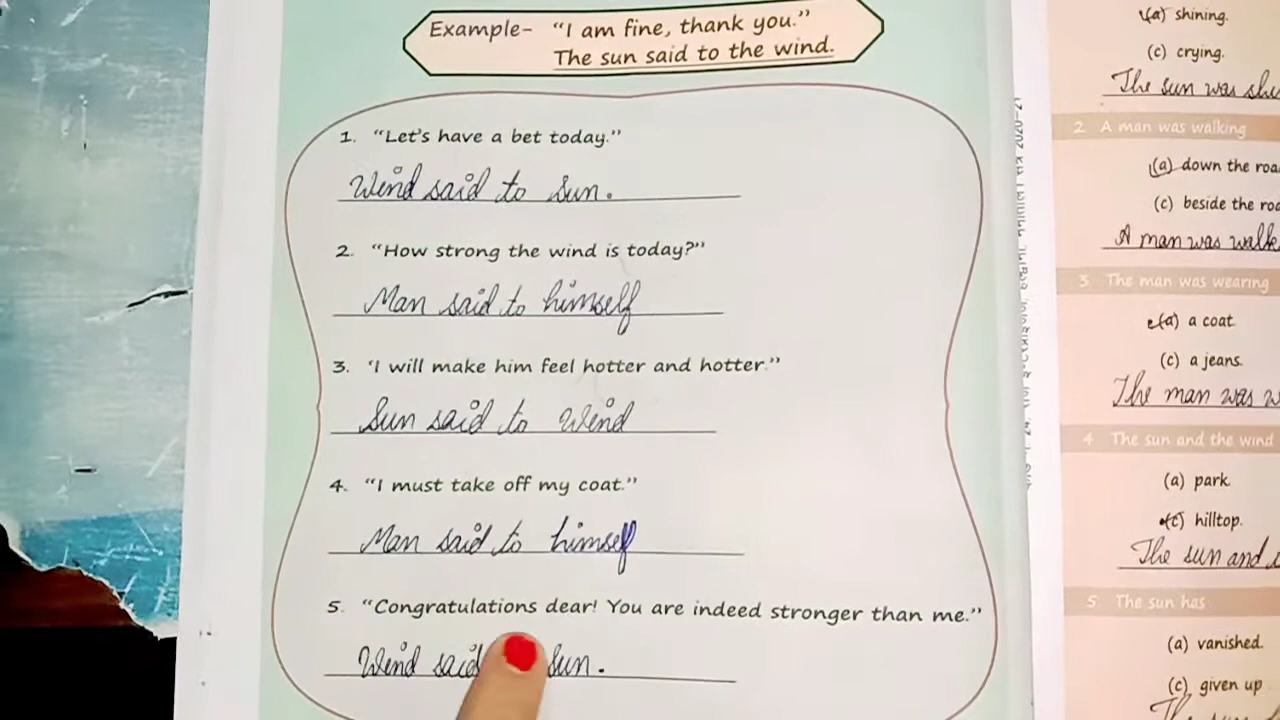 Example- "I am fine, thank you."
The sun said to the wind.
1. "Let's have a bet today."
Wind said to Sun.
2. "How strong the wind is today?"
Man said to himself
3. 'I will make him feel hotter and hotter."
Sun said to Wind
4. "I must take off my coat."
Man said to himself
5. "Congratulations dear! You are indeed stronger than me."
Wind said Sun.
(a) shining.
(c) crying.
The sun was
2. A man was walking
(a) down the
(c) beside the
A man was
3. The man was wearing
(a) a coat
(c) a jeans.
The man was
4 The sun and the wind
(a) park.
(c) hilltop.
The sun and
5. The sun has
(a) vanished.
(c) given up
The